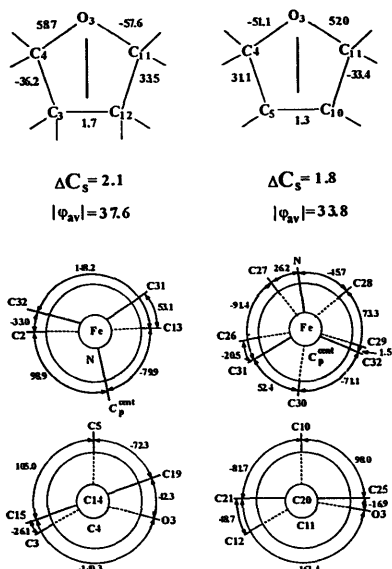 58.7 O3 -57.6
C4 C11
-36.2 33.5
C3 C12
1.7
-51.1 O3 52.0
C4 C11
31.1 -33.4
C5 C10
1.3
ΔCs = 2.1
|φav| = 37.6
ΔCs = 1.8
|φav| = 33.8
148.2
C32 C31
-33.0 53.1
C2 Fe C13
N
98.9 -79.9
Cp cent
N
C27 26.2 -45.7 C28
-91.4 73.3
C26 Fe C29
-20.5 1.5
C31 Cp cent C32
52.4 -71.1
C30
C5
105.0 -72.3
C19
C14 -12.3
C15 O3
-26.1 C4
C3
C10
-81.7 98.0
C21 C20 C25
-16.9
48.7 C11 O3
C12